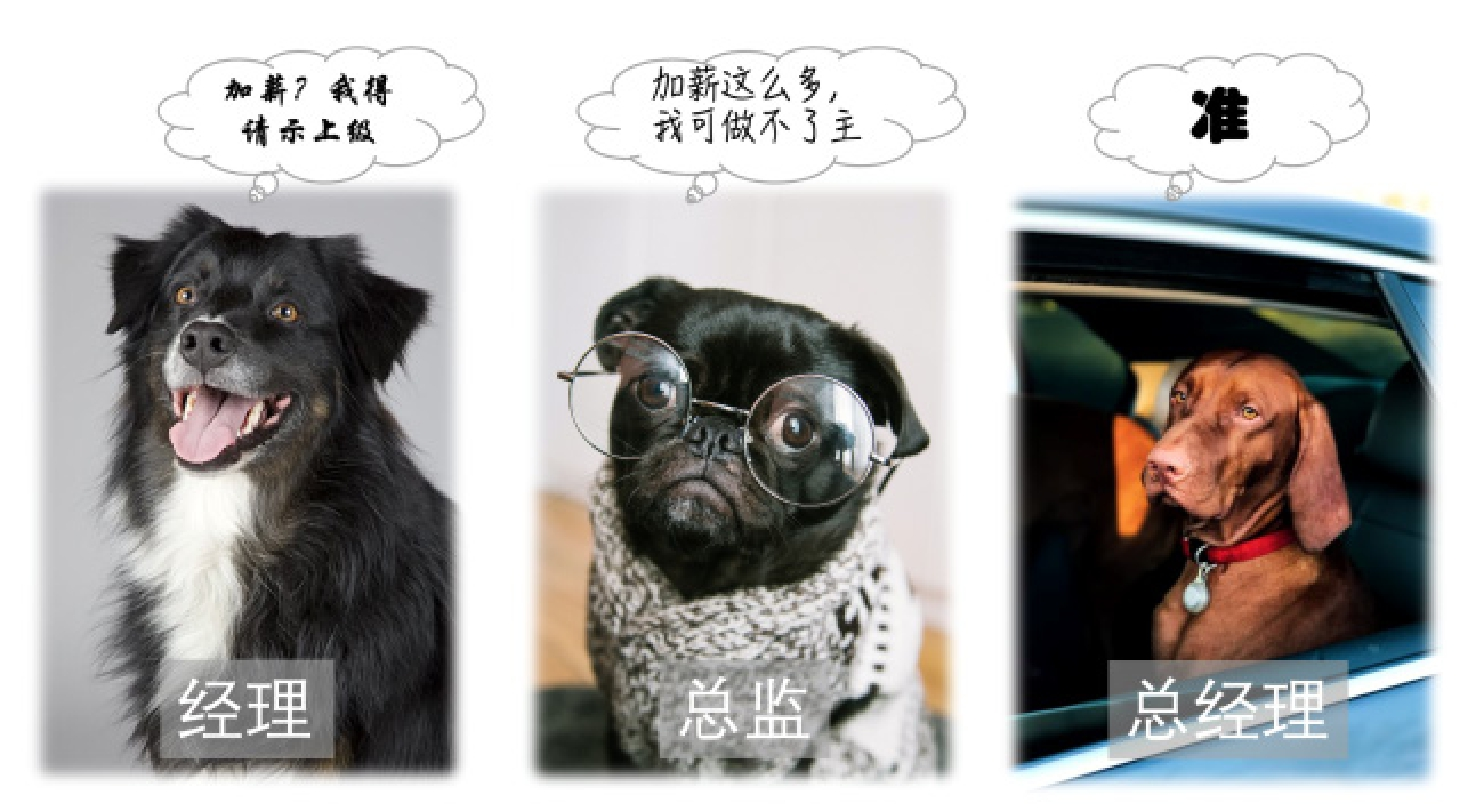 加薪？我得
请示上级
加薪这么多,
我可做不了主
准
经理
总监
总经理